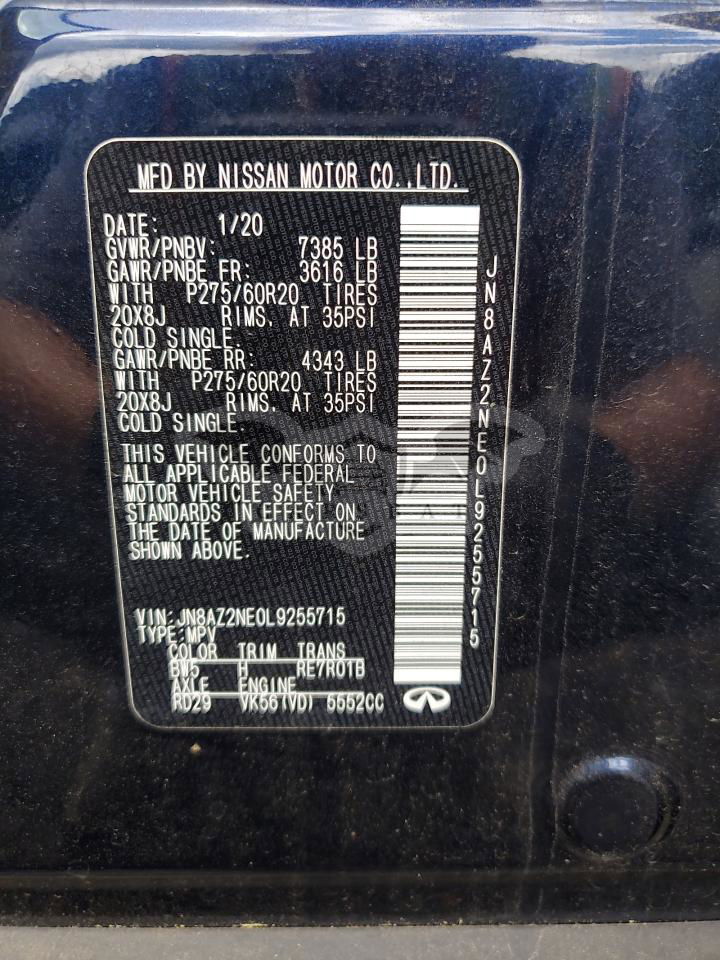 MFD BY NISSAN MOTOR CO.,LTD.
DATE: 1/20
GVWR/PNBV: 7385 LB
GAWR/PNBE FR: 3616 LB
WITH P275/60R20 TIRES
20X8J RIMS, AT 35PSI
COLD SINGLE.
GAWR/PNBE RR: 4343 LB
WITH P275/60R20 TIRES
20X8J RIMS, AT 35PSI
COLD SINGLE.
THIS VEHICLE CONFORMS TO
ALL APPLICABLE FEDERAL
MOTOR VEHICLE SAFETY
STANDARDS IN EFFECT ON
THE DATE OF MANUFACTURE
SHOWN ABOVE.
VIN:JN8AZ2NE0L9255715
TYPE:MPV
COLOR TRIM TRANS
BW5 H RE7R01B
AXLE ENGINE
RD29 VK56(VD) 5552CC
JN8AZ2NE0L9255715